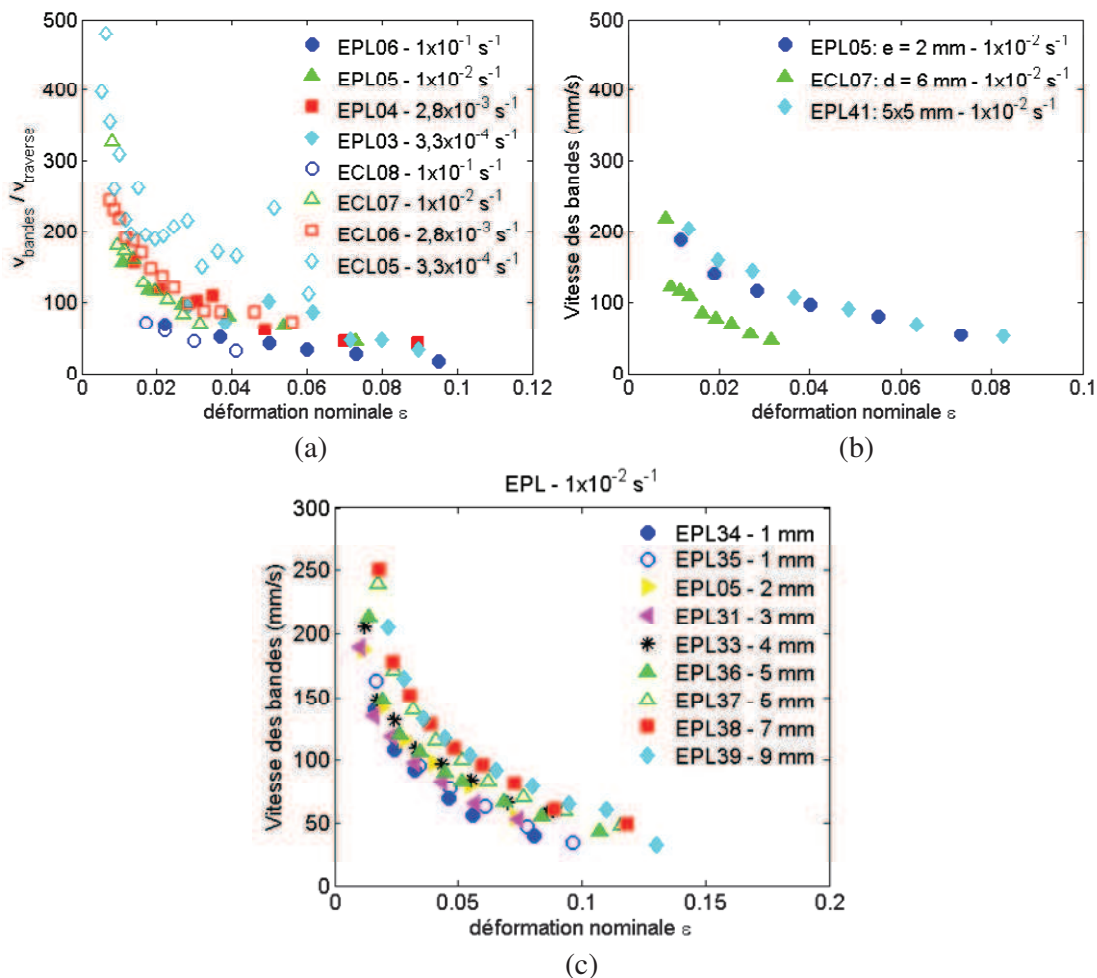 500
400
300
200
100
0
0
0.02
0.04
0.06
0.08
0.1
0.12
v_bandes / v_traverse
déformation nominale ε
EPL06 - 1x10⁻¹ s⁻¹
EPL05 - 1x10⁻² s⁻¹
EPL04 - 2,8x10⁻³ s⁻¹
EPL03 - 3,3x10⁻⁴ s⁻¹
ECL08 - 1x10⁻¹ s⁻¹
ECL07 - 1x10⁻² s⁻¹
ECL06 - 2,8x10⁻³ s⁻¹
ECL05 - 3,3x10⁻⁴ s⁻¹
(a)
500
400
300
200
100
0
0
0.02
0.04
0.06
0.08
0.1
Vitesse des bandes (mm/s)
déformation nominale ε
EPL05: e = 2 mm - 1x10⁻² s⁻¹
ECL07: d = 6 mm - 1x10⁻² s⁻¹
EPL41: 5x5 mm - 1x10⁻² s⁻¹
(b)
EPL - 1x10⁻² s⁻¹
300
250
200
150
100
50
0
0
0.05
0.1
0.15
0.2
Vitesse des bandes (mm/s)
déformation nominale ε
EPL34 - 1 mm
EPL35 - 1 mm
EPL05 - 2 mm
EPL31 - 3 mm
EPL33 - 4 mm
EPL36 - 5 mm
EPL37 - 5 mm
EPL38 - 7 mm
EPL39 - 9 mm
(c)